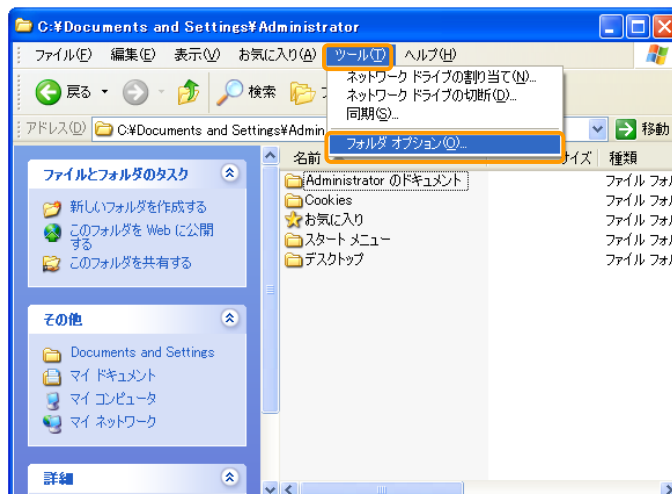 C:¥Documents and Settings¥Administrator
ファイル(F) 編集(E) 表示(V) お気に入り(A) ツール(T) ヘルプ(H)
戻る 検索
ネットワーク ドライブの割り当て(N)...
ネットワーク ドライブの切断(D)...
同期(S)...
フォルダ オプション(O)...
アドレス(D) C:¥Documents and Settings¥Admin 移動
名前 サイズ 種類
ファイルとフォルダのタスク
新しいフォルダを作成する
このフォルダを Web に公開
する
このフォルダを共有する
Administrator のドキュメント ファイル フォル
Cookies ファイル フォル
お気に入り ファイル フォル
スタート メニュー ファイル フォル
デスクトップ ファイル フォル
その他
Documents and Settings
マイ ドキュメント
マイ コンピュータ
マイ ネットワーク
詳細